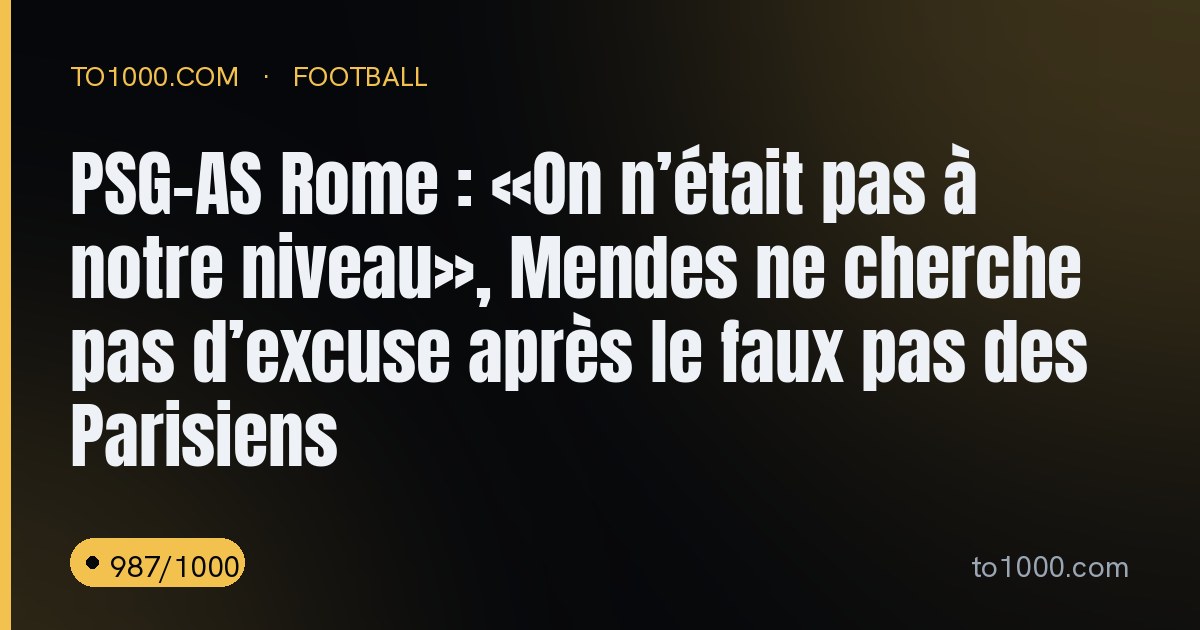 TO1000.COM · FOOTBALL
PSG-AS Rome : «On n’était pas à
notre niveau», Mendes ne cherche
pas d’excuse après le faux pas des
Parisiens
987/1000
to1000.com